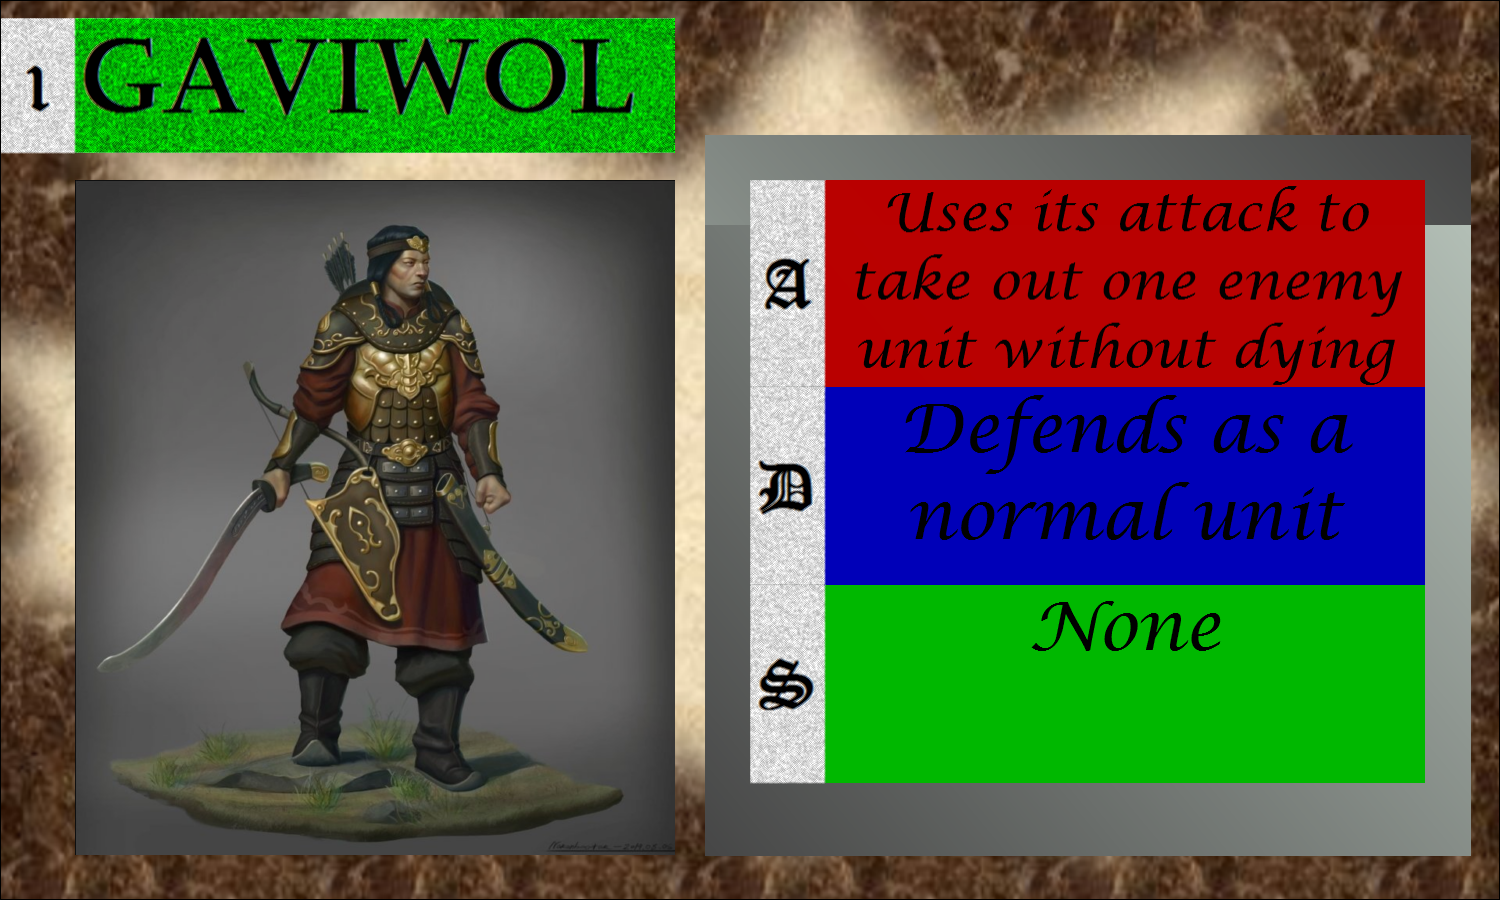 1 GAVIWOL
A
Uses its attack to
take out one enemy
unit without dying
D
Defends as a
normal unit
S
None